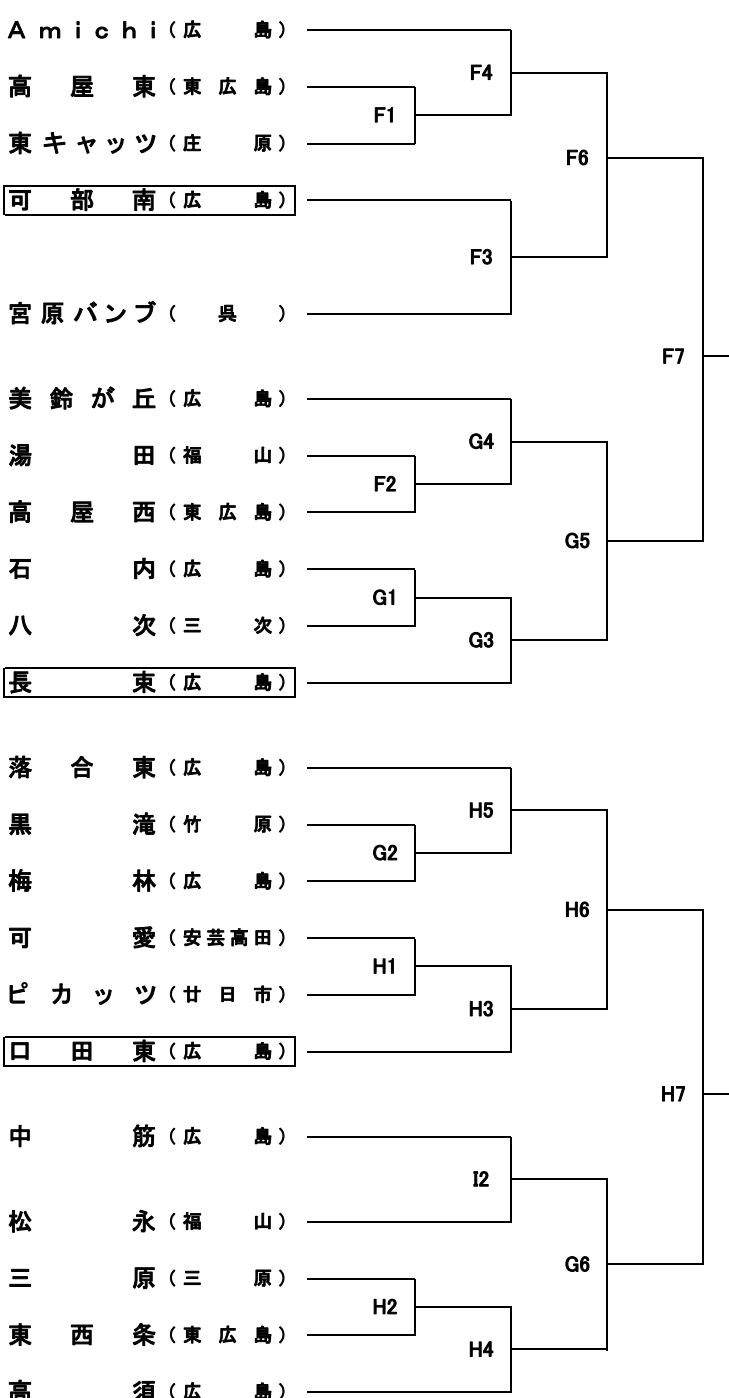 Amichi(広島)
F4
高屋東(東広島)
F1
東キャッツ(庄原)
F6
可部南(広島)
F3
宮原バンブ(呉)
F7
美鈴が丘(広島)
G4
湯田(福山)
F2
高屋西(東広島)
G5
石内(広島)
G1
八次(三次)
G3
長束(広島)
落合東(広島)
H5
黒滝(竹原)
G2
梅林(広島)
H6
可愛(安芸高田)
H1
ピカッツ(廿日市)
H3
口田東(広島)
H7
中筋(広島)
I2
松永(福山)
G6
三原(三原)
H2
東西条(東広島)
H4
高須(広島)